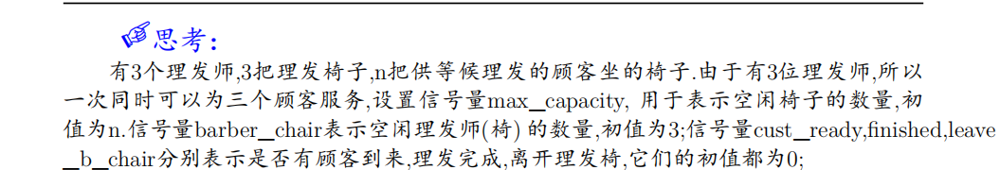 ☞思考:
有3个理发师,3把理发椅子,n把供等候理发的顾客坐的椅子.由于有3位理发师,所以
一次同时可以为三个顾客服务,设置信号量max_capacity, 用于表示空闲椅子的数量,初
值为n.信号量barber_chair表示空闲理发师(椅) 的数量,初值为3;信号量cust_ready,finished,leave
_b_chair分别表示是否有顾客到来,理发完成,离开理发椅,它们的初值都为0;